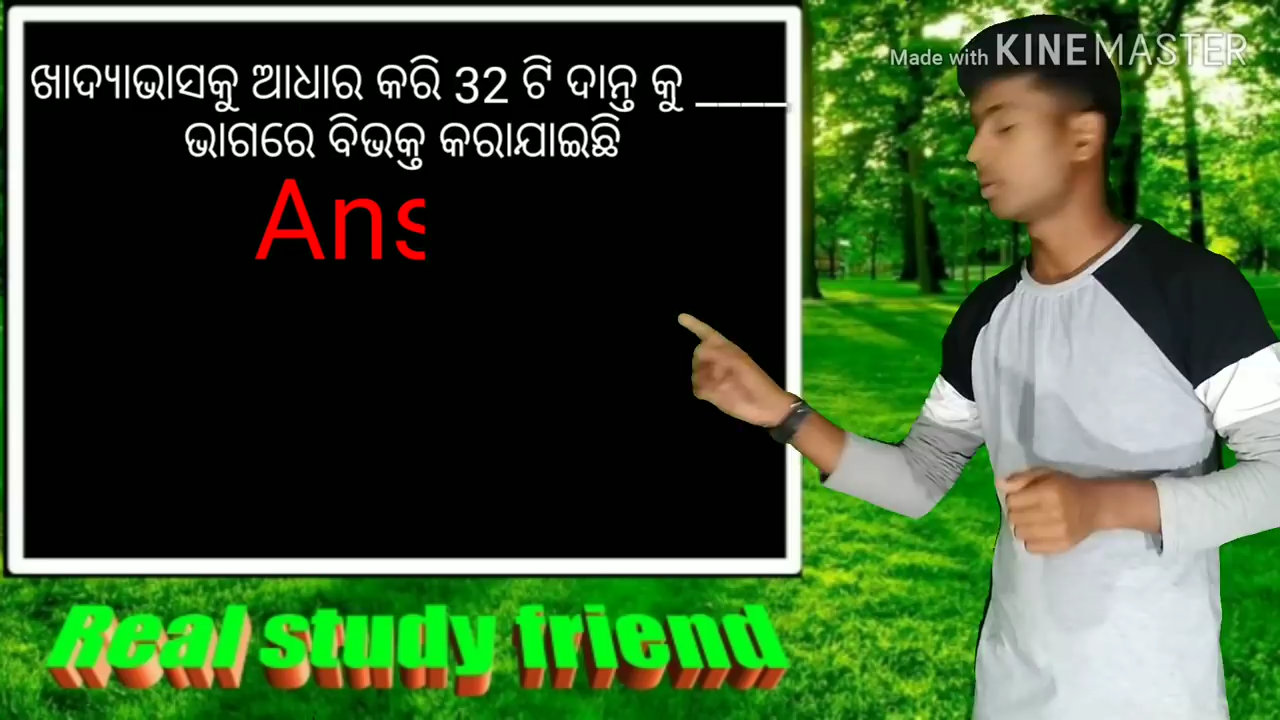 Made with KINEMASTER
ଖାଦ୍ୟାଭାସକୁ ଆଧାର କରି 32 ଟି ଦାନ୍ତ କୁ ____
ଭାଗରେ ବିଭକ୍ତ କରାଯାଇଛି
Ans
Real study friend